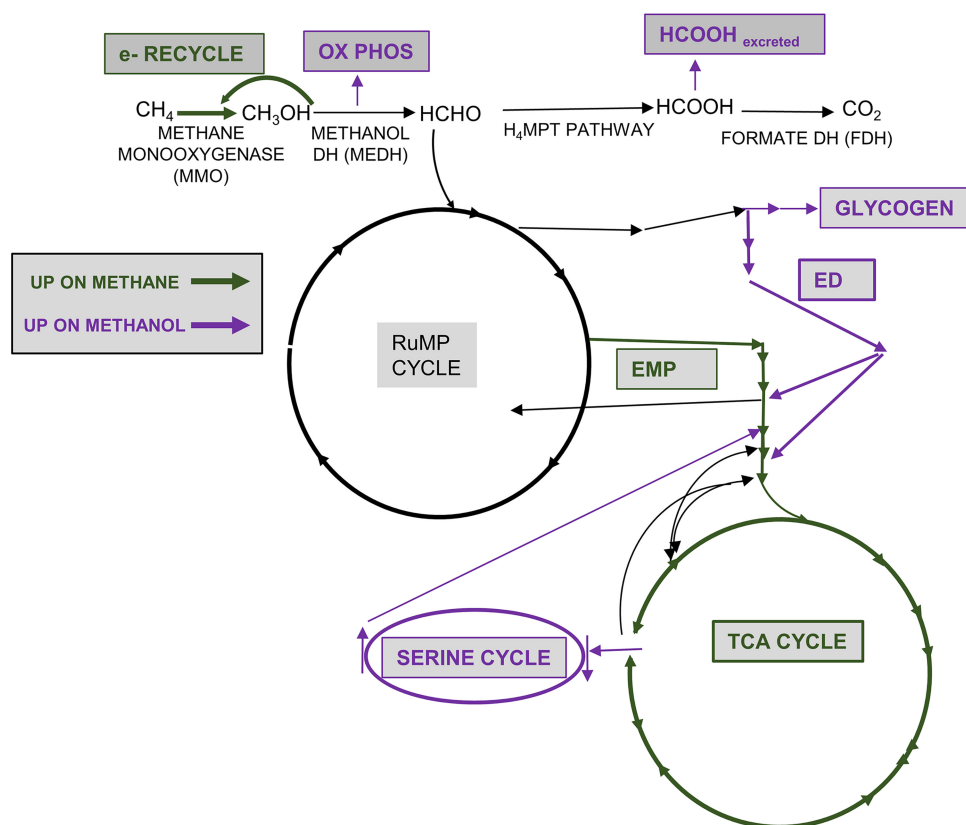 e- RECYCLE
OX PHOS
HCOOH excreted
CH4
CH3OH
HCHO
HCOOH
CO2
METHANE
MONOOXYGENASE
(MMO)
METHANOL
DH (MEDH)
H4MPT PATHWAY
FORMATE DH (FDH)
GLYCOGEN
UP ON METHANE
UP ON METHANOL
ED
RuMP
CYCLE
EMP
SERINE CYCLE
TCA CYCLE